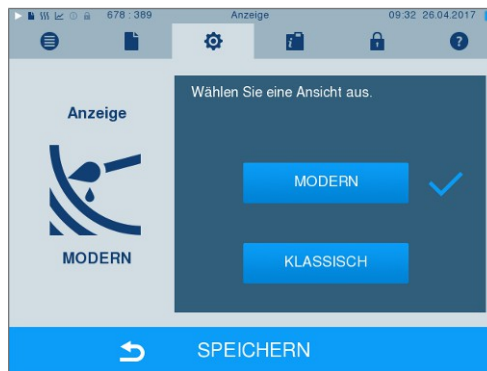 678 : 389 Anzeige 09:32 26.04.2017
Wählen Sie eine Ansicht aus.
Anzeige
MODERN
MODERN
KLASSISCH
SPEICHERN